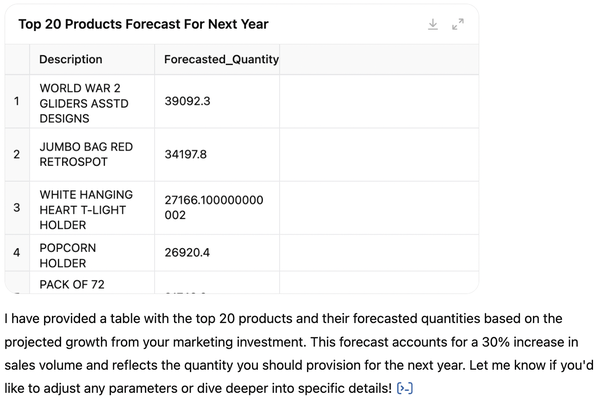 Top 20 Products Forecast For Next Year
Description Forecasted_Quantity
1 WORLD WAR 2 GLIDERS ASSTD DESIGNS 39092.3
2 JUMBO BAG RED RETROSPOT 34197.8
3 WHITE HANGING HEART T-LIGHT HOLDER 27166.100000000002
4 POPCORN HOLDER 26920.4
PACK OF 72
I have provided a table with the top 20 products and their forecasted quantities based on the
projected growth from your marketing investment. This forecast accounts for a 30% increase in
sales volume and reflects the quantity you should provision for the next year. Let me know if you'd
like to adjust any parameters or dive deeper into specific details! [>-]